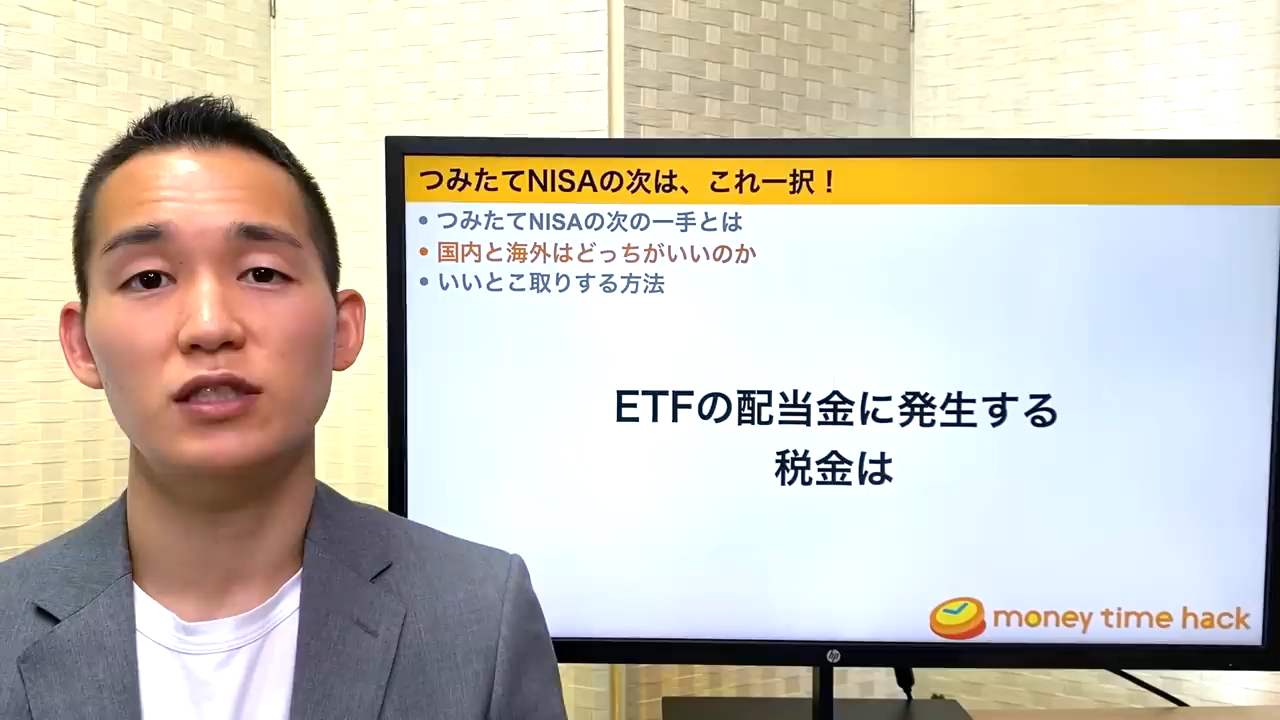 つみたてNISAの次は、これ一択！
• つみたてNISAの次の一手とは
• 国内と海外はどっちがいいのか
• いいとこ取りする方法
ETFの配当金に発生する
税金は
money time hack
hp